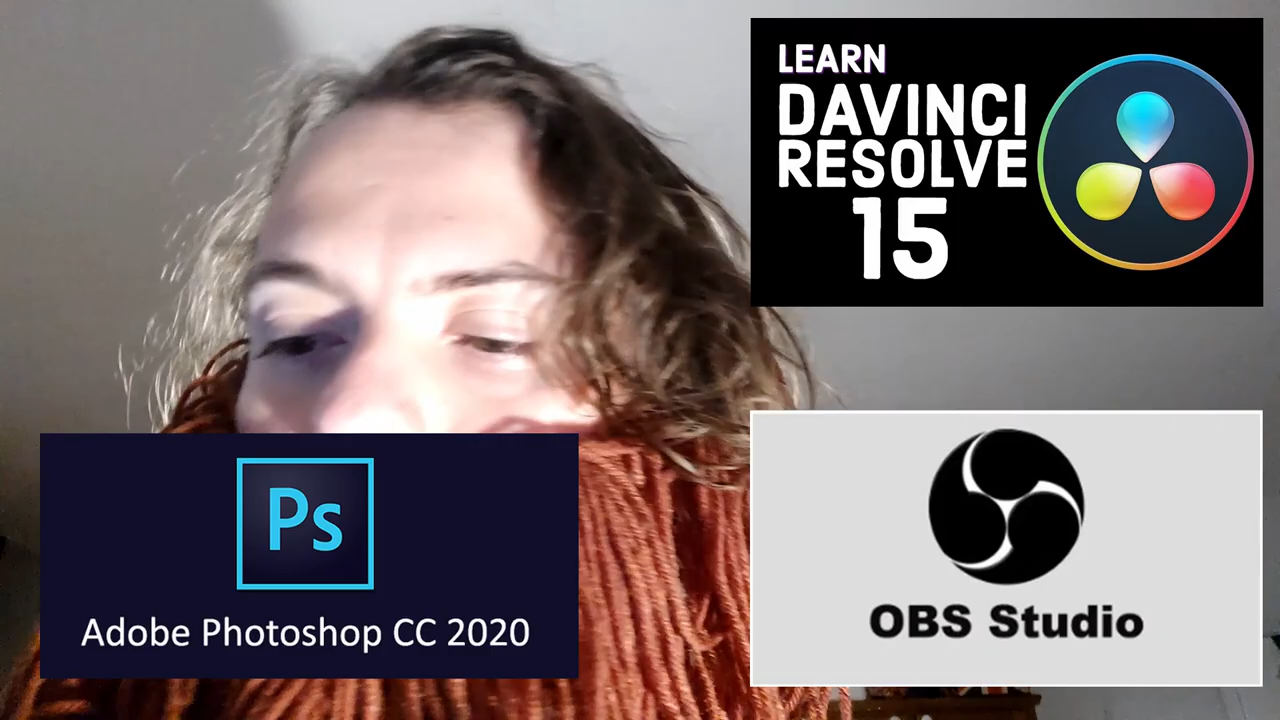 LEARN
DAVINCI
RESOLVE
15
Ps
Adobe Photoshop CC 2020
OBS Studio